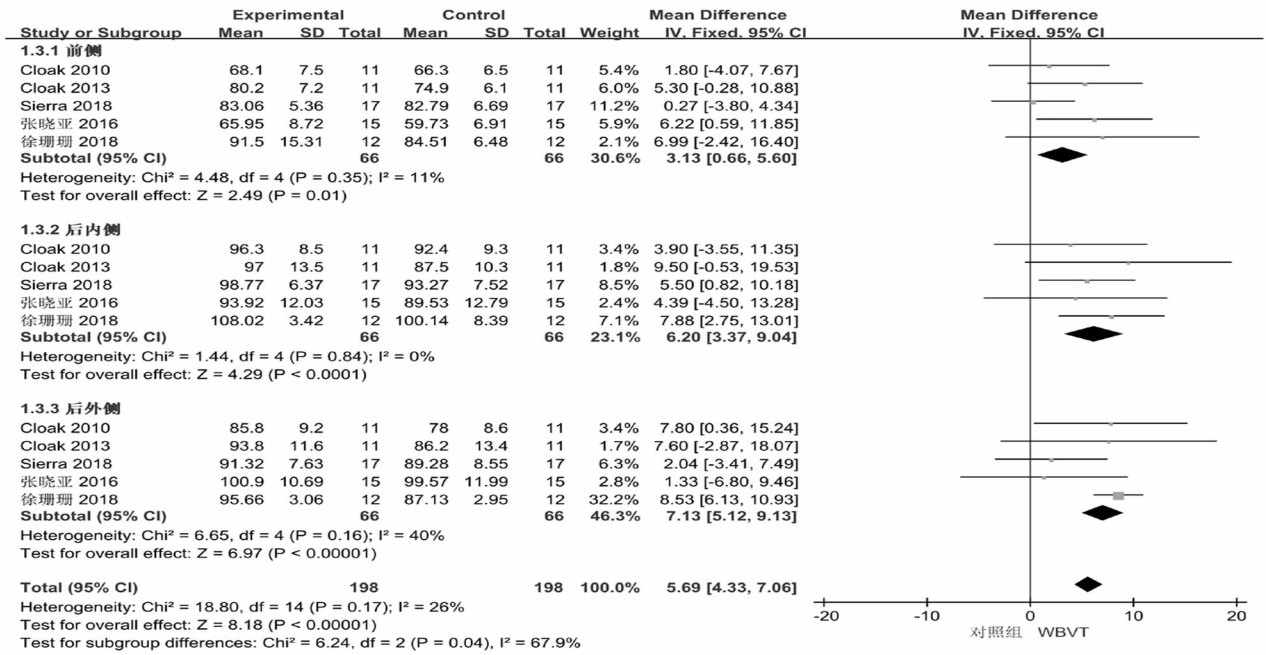 Experimental Control Mean Difference Mean Difference
Study or Subgroup Mean SD Total Mean SD Total Weight IV, Fixed, 95% CI IV, Fixed, 95% CI
1.3.1 前侧
Cloak 2010 68.1 7.5 11 66.3 6.5 11 5.4% 1.80 [-4.07, 7.67]
Cloak 2013 80.2 7.2 11 74.9 6.1 11 6.0% 5.30 [-0.28, 10.88]
Sierra 2018 83.06 5.36 17 82.79 6.69 17 11.2% 0.27 [-3.80, 4.34]
张晓亚 2016 65.95 8.72 15 59.73 6.91 15 5.9% 6.22 [0.59, 11.85]
徐珊珊 2018 91.5 15.31 12 84.51 6.48 12 2.1% 6.99 [-2.42, 16.40]
Subtotal (95% CI) 66 66 30.6% 3.13 [0.66, 5.60]
Heterogeneity: Chi² = 4.48, df = 4 (P = 0.35); I² = 11%
Test for overall effect: Z = 2.49 (P = 0.01)
1.3.2 后内侧
Cloak 2010 96.3 8.5 11 92.4 9.3 11 3.4% 3.90 [-3.55, 11.35]
Cloak 2013 97 13.5 11 87.5 10.3 11 1.8% 9.50 [-0.53, 19.53]
Sierra 2018 98.77 6.37 17 93.27 7.52 17 8.5% 5.50 [0.82, 10.18]
张晓亚 2016 93.92 12.03 15 89.53 12.79 15 2.4% 4.39 [-4.50, 13.28]
徐珊珊 2018 108.02 3.42 12 100.14 8.39 12 7.1% 7.88 [2.75, 13.01]
Subtotal (95% CI) 66 66 23.1% 6.20 [3.37, 9.04]
Heterogeneity: Chi² = 1.44, df = 4 (P = 0.84); I² = 0%
Test for overall effect: Z = 4.29 (P < 0.0001)
1.3.3 后外侧
Cloak 2010 85.8 9.2 11 78 8.6 11 3.4% 7.80 [0.36, 15.24]
Cloak 2013 93.8 11.6 11 86.2 13.4 11 1.7% 7.60 [-2.87, 18.07]
Sierra 2018 91.32 7.63 17 89.28 8.55 17 6.3% 2.04 [-3.41, 7.49]
张晓亚 2016 100.9 10.69 15 99.57 11.99 15 2.8% 1.33 [-6.80, 9.46]
徐珊珊 2018 95.66 3.06 12 87.13 2.95 12 32.2% 8.53 [6.13, 10.93]
Subtotal (95% CI) 66 66 46.3% 7.13 [5.12, 9.13]
Heterogeneity: Chi² = 6.65, df = 4 (P = 0.16); I² = 40%
Test for overall effect: Z = 6.97 (P < 0.00001)
Total (95% CI) 198 198 100.0% 5.69 [4.33, 7.06]
Heterogeneity: Chi² = 18.80, df = 14 (P = 0.17); I² = 26%
Test for overall effect: Z = 8.18 (P < 0.00001)
Test for subgroup differences: Chi² = 6.24, df = 2 (P = 0.04), I² = 67.9%
-20 -10 0 10 20
对照组 WBVT